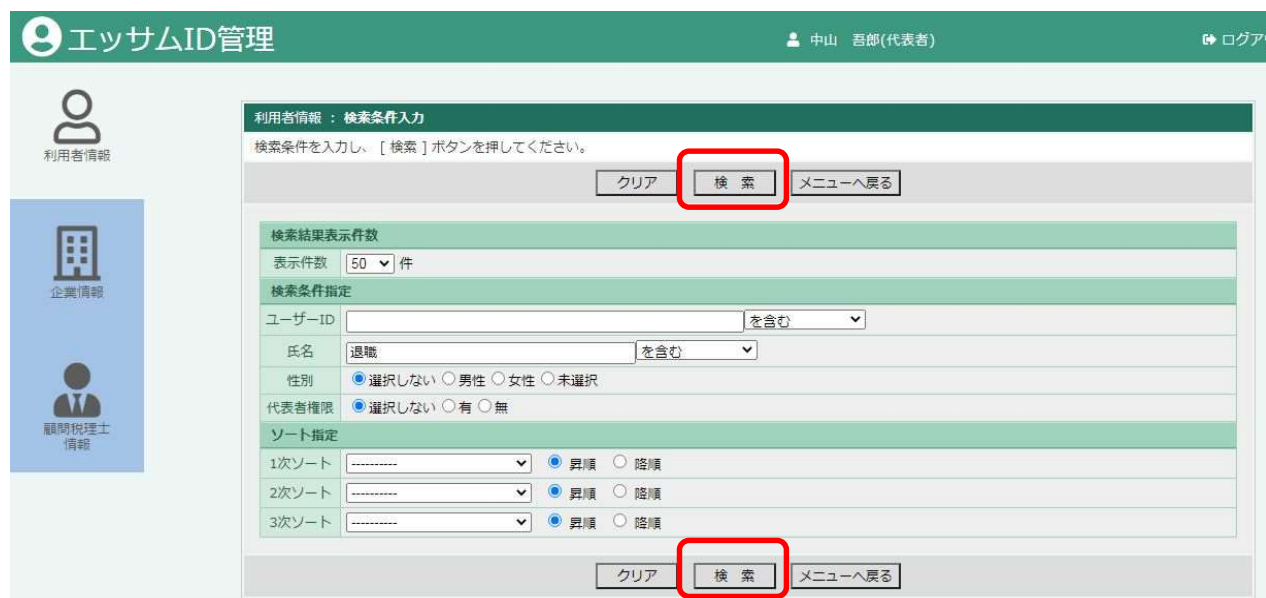 エッサムID管理
中山 吾郎(代表者)
ログア
利用者情報
企業情報
顧問税理士
情報
利用者情報 : 検索条件入力
検索条件を入力し、 [ 検索 ] ボタンを押してください。
クリア 検 索 メニューへ戻る
検索結果表示件数
表示件数 50 件
検索条件指定
ユーザーID を含む
氏名 退職 を含む
性別 選択しない 男性 女性 未選択
代表者権限 選択しない 有 無
ソート指定
1次ソート ---------- 昇順 降順
2次ソート ---------- 昇順 降順
3次ソート ---------- 昇順 降順
クリア 検 索 メニューへ戻る